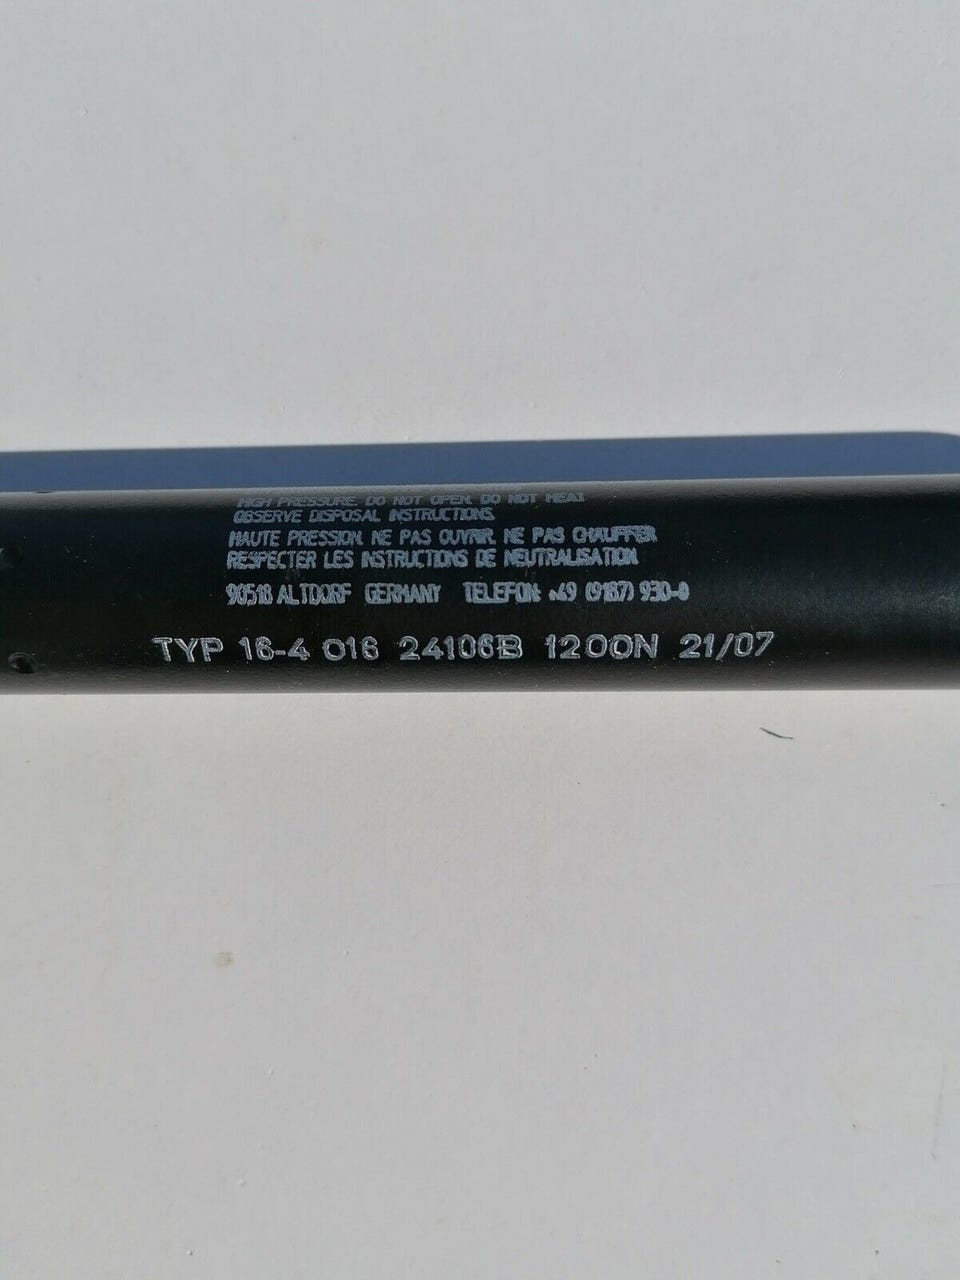 HIGH PRESSURE. DO NOT OPEN. DO NOT HEAT
OBSERVE DISPOSAL INSTRUCTIONS.
HAUTE PRESSION. NE PAS OUVRIR. NE PAS CHAUFFER
RESPECTER LES INSTRUCTIONS DE NEUTRALISATION
90518 ALTDORF GERMANY TELEFON: +49 (9187) 930-0
TYP 16-4 016 24106B 1200N 21/07